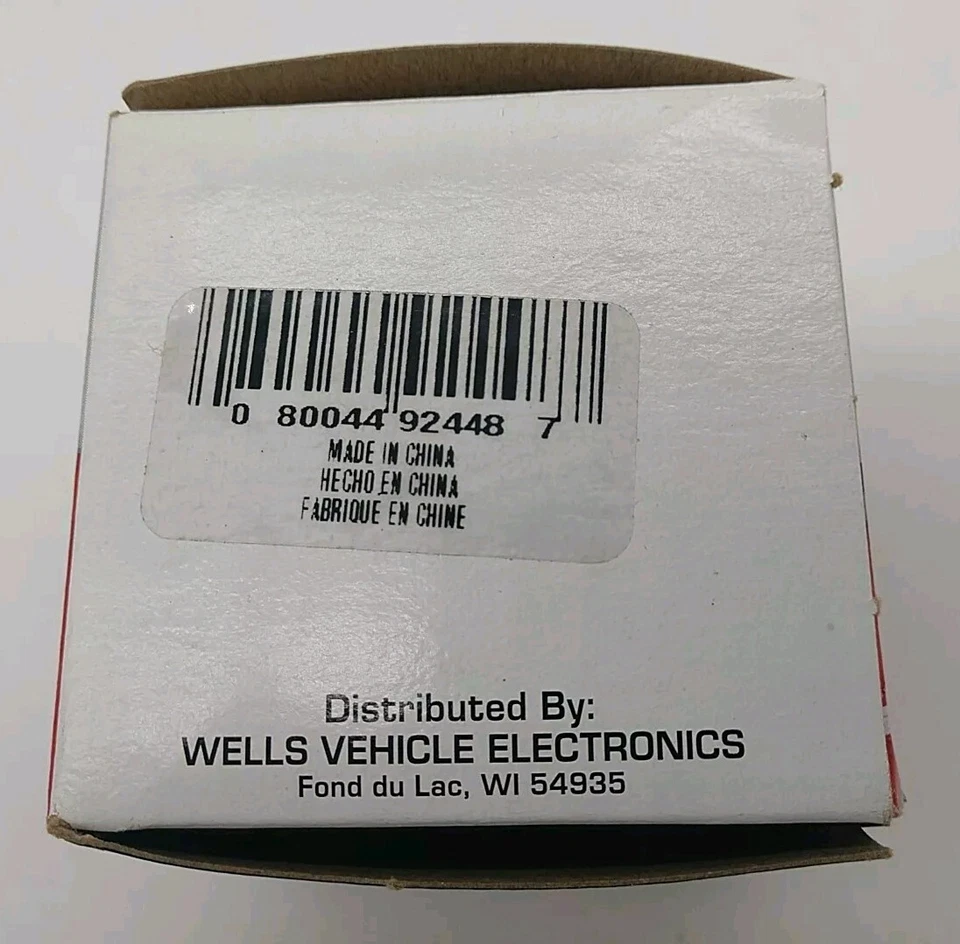 0 80044 92448 7
MADE IN CHINA
HECHO EN CHINA
FABRIQUE EN CHINE
Distributed By:
WELLS VEHICLE ELECTRONICS
Fond du Lac, WI 54935